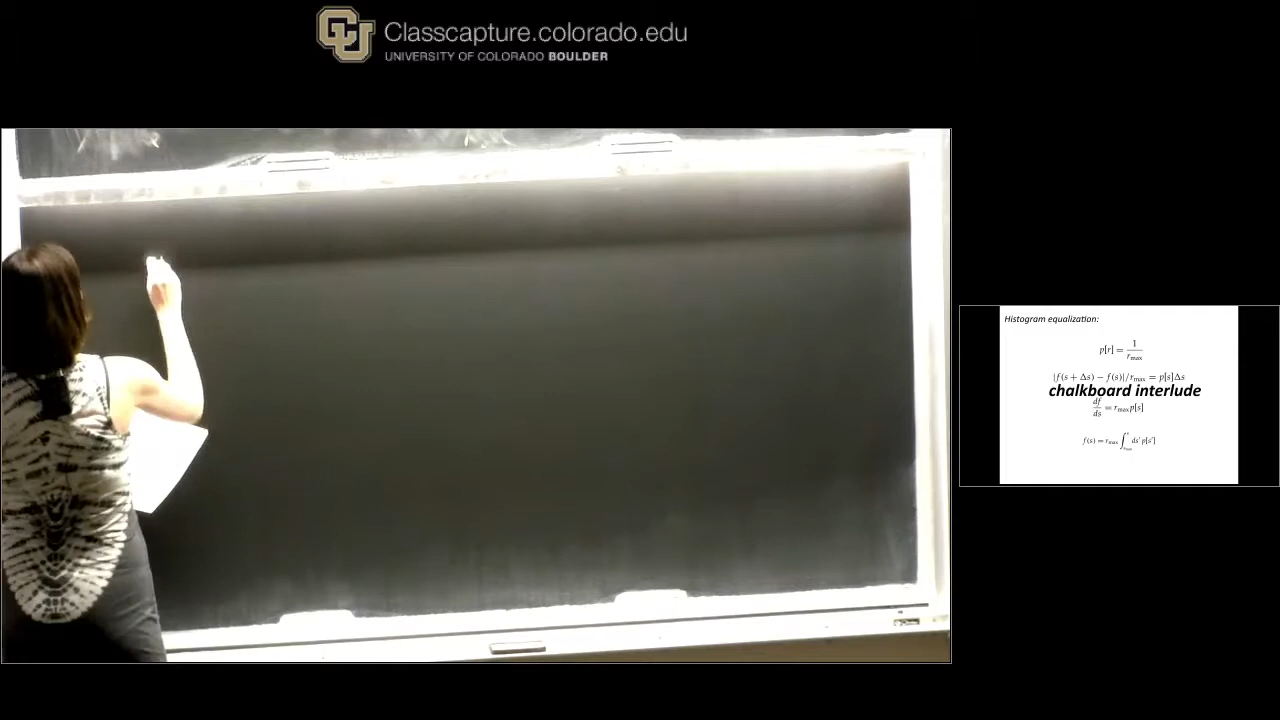 Classcapture.colorado.edu
UNIVERSITY OF COLORADO BOULDER
Histogram equalization:
p[r] = 1/r_max
|f(s + Δs) − f(s)|/r_max = p[s]Δs
chalkboard interlude
df/ds = r_max p[s]
f(s) = r_max ∫ ds′ p[s′]